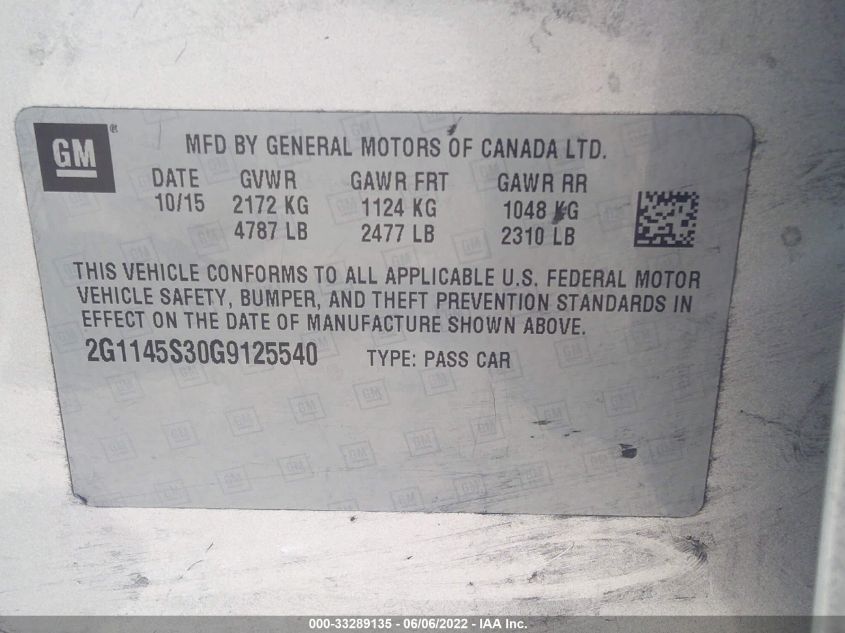 GM®
MFD BY GENERAL MOTORS OF CANADA LTD.
DATE GVWR GAWR FRT GAWR RR
10/15 2172 KG 1124 KG 1048 KG
4787 LB 2477 LB 2310 LB
THIS VEHICLE CONFORMS TO ALL APPLICABLE U.S. FEDERAL MOTOR
VEHICLE SAFETY, BUMPER, AND THEFT PREVENTION STANDARDS IN
EFFECT ON THE DATE OF MANUFACTURE SHOWN ABOVE.
2G1145S30G9125540 TYPE: PASS CAR
000-33289135 - 06/06/2022 - IAA Inc.